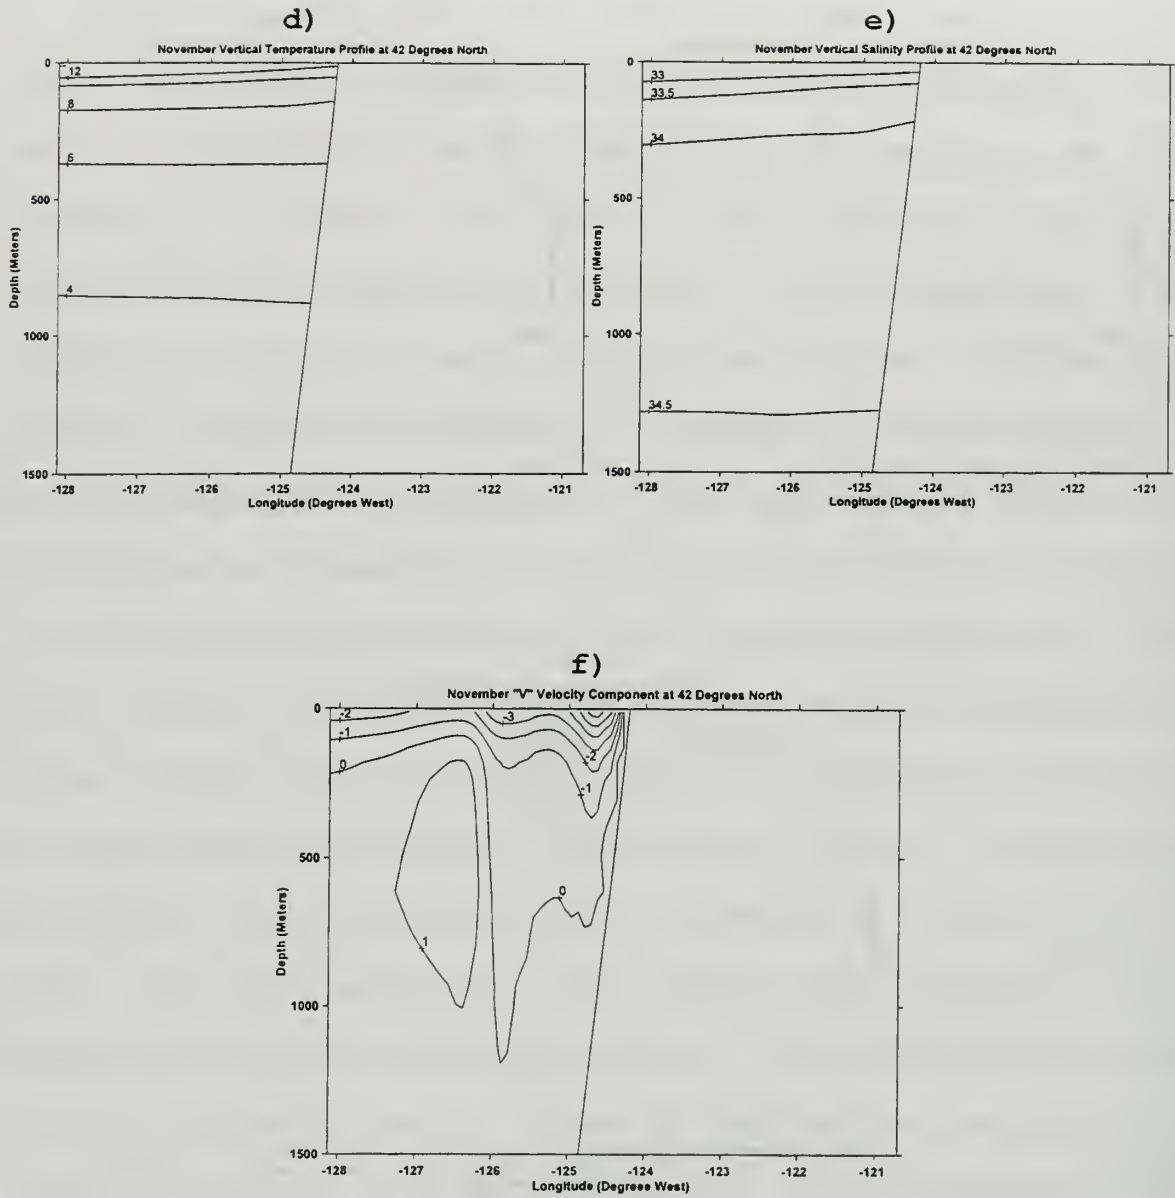 d)
November Vertical Temperature Profile at 42 Degrees North
0
500
1000
1500
Depth (Meters)
12
8
6
4
-128 -127 -126 -125 -124 -123 -122 -121
Longitude (Degrees West)
e)
November Vertical Salinity Profile at 42 Degrees North
0
500
1000
1500
Depth (Meters)
33
33.5
34
34.5
-128 -127 -126 -125 -124 -123 -122 -121
Longitude (Degrees West)
f)
November "V" Velocity Component at 42 Degrees North
0
500
1000
1500
Depth (Meters)
-2
-1
0
-3
-2
-1
0
1
-128 -127 -126 -125 -124 -123 -122 -121
Longitude (Degrees West)